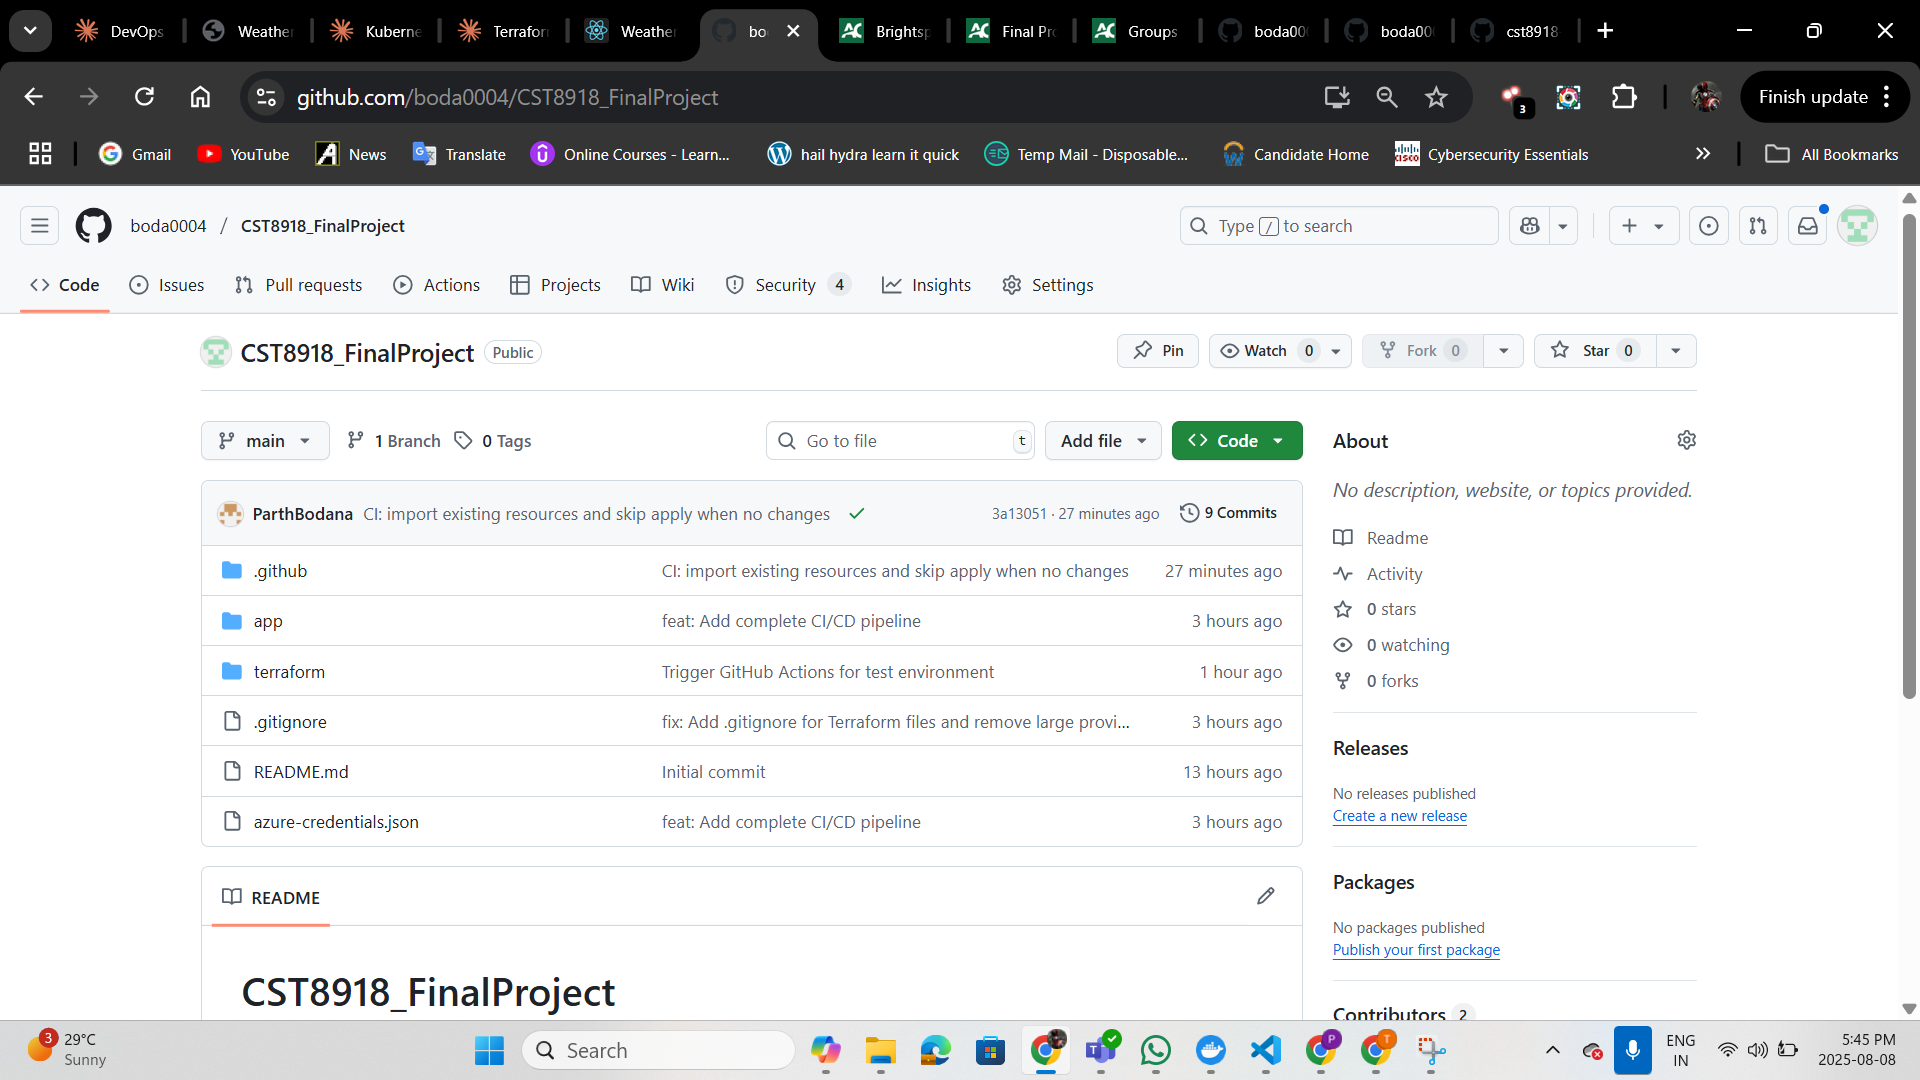 DevOps
Weather
Kuberne
Terrafor
Weather
bo
Brightsp
Final Pr
Groups
boda00
boda00
cst8918
github.com/boda0004/CST8918_FinalProject
3
Finish update
Gmail
YouTube
News
Translate
Online Courses - Learn...
hail hydra learn it quick
Temp Mail - Disposable...
Candidate Home
Cybersecurity Essentials
All Bookmarks
boda0004 / CST8918_FinalProject
Type / to search
Code
Issues
Pull requests
Actions
Projects
Wiki
Security 4
Insights
Settings
CST8918_FinalProject Public
Pin
Watch 0
Fork 0
Star 0
main
1 Branch
0 Tags
Go to file t
Add file
Code
ParthBodana CI: import existing resources and skip apply when no changes 3a13051 · 27 minutes ago 9 Commits
.github CI: import existing resources and skip apply when no changes 27 minutes ago
app feat: Add complete CI/CD pipeline 3 hours ago
terraform Trigger GitHub Actions for test environment 1 hour ago
.gitignore fix: Add .gitignore for Terraform files and remove large provi... 3 hours ago
README.md Initial commit 13 hours ago
azure-credentials.json feat: Add complete CI/CD pipeline 3 hours ago
README
CST8918_FinalProject
About
No description, website, or topics provided.
Readme
Activity
0 stars
0 watching
0 forks
Releases
No releases published
Create a new release
Packages
No packages published
Publish your first package
Contributors 2
3
29°C
Sunny
Search
P
T
ENG
IN
5:45 PM
2025-08-08